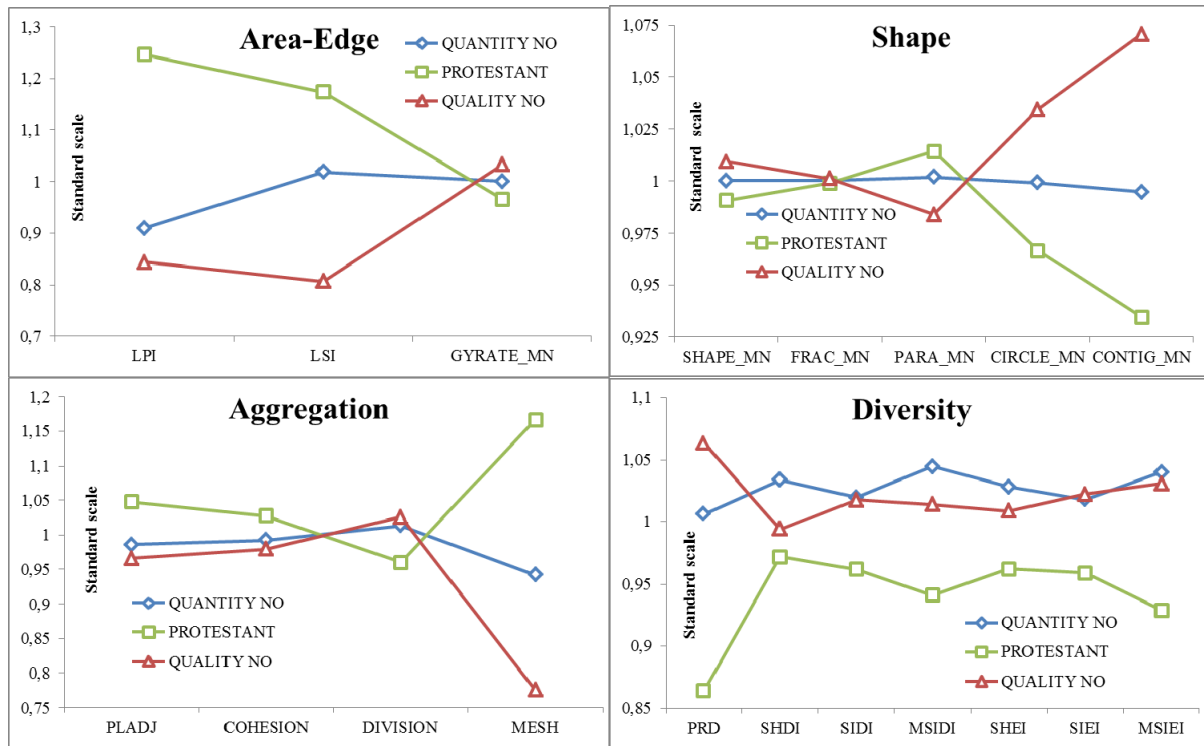 Area-Edge
QUANTITY NO
PROTESTANT
QUALITY NO
Standard scale
1,3
1,2
1,1
1
0,9
0,8
0,7
LPI LSI GYRATE_MN
Shape
QUANTITY NO
PROTESTANT
QUALITY NO
Standard scale
1,075
1,05
1,025
1
0,975
0,95
0,925
SHAPE_MN FRAC_MN PARA_MN CIRCLE_MN CONTIG_MN
Aggregation
QUANTITY NO
PROTESTANT
QUALITY NO
Standard scale
1,2
1,15
1,1
1,05
1
0,95
0,9
0,85
0,8
0,75
PLADJ COHESION DIVISION MESH
Diversity
QUANTITY NO
PROTESTANT
QUALITY NO
Standard scale
1,1
1,05
1
0,95
0,9
0,85
PRD SHDI SIDI MSIDI SHEI SIEI MSIEI